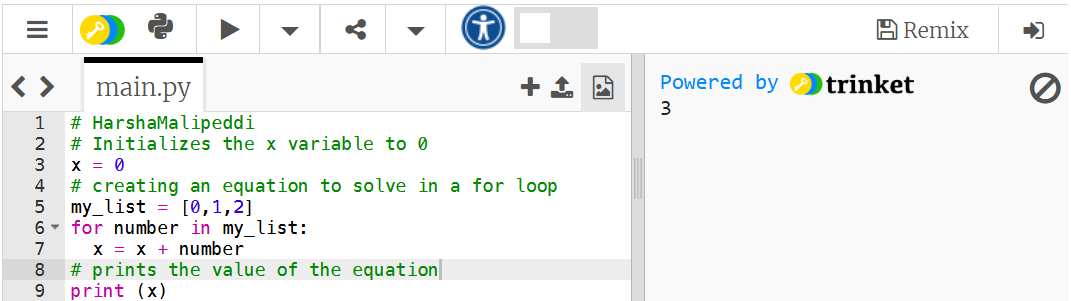 Remix
main.py
Powered by trinket
3
1 # HarshaMalipeddi
2 # Initializes the x variable to 0
3 x = 0
4 # creating an equation to solve in a for loop
5 my_list = [0,1,2]
6 for number in my_list:
7   x = x + number
8 # prints the value of the equation
9 print (x)